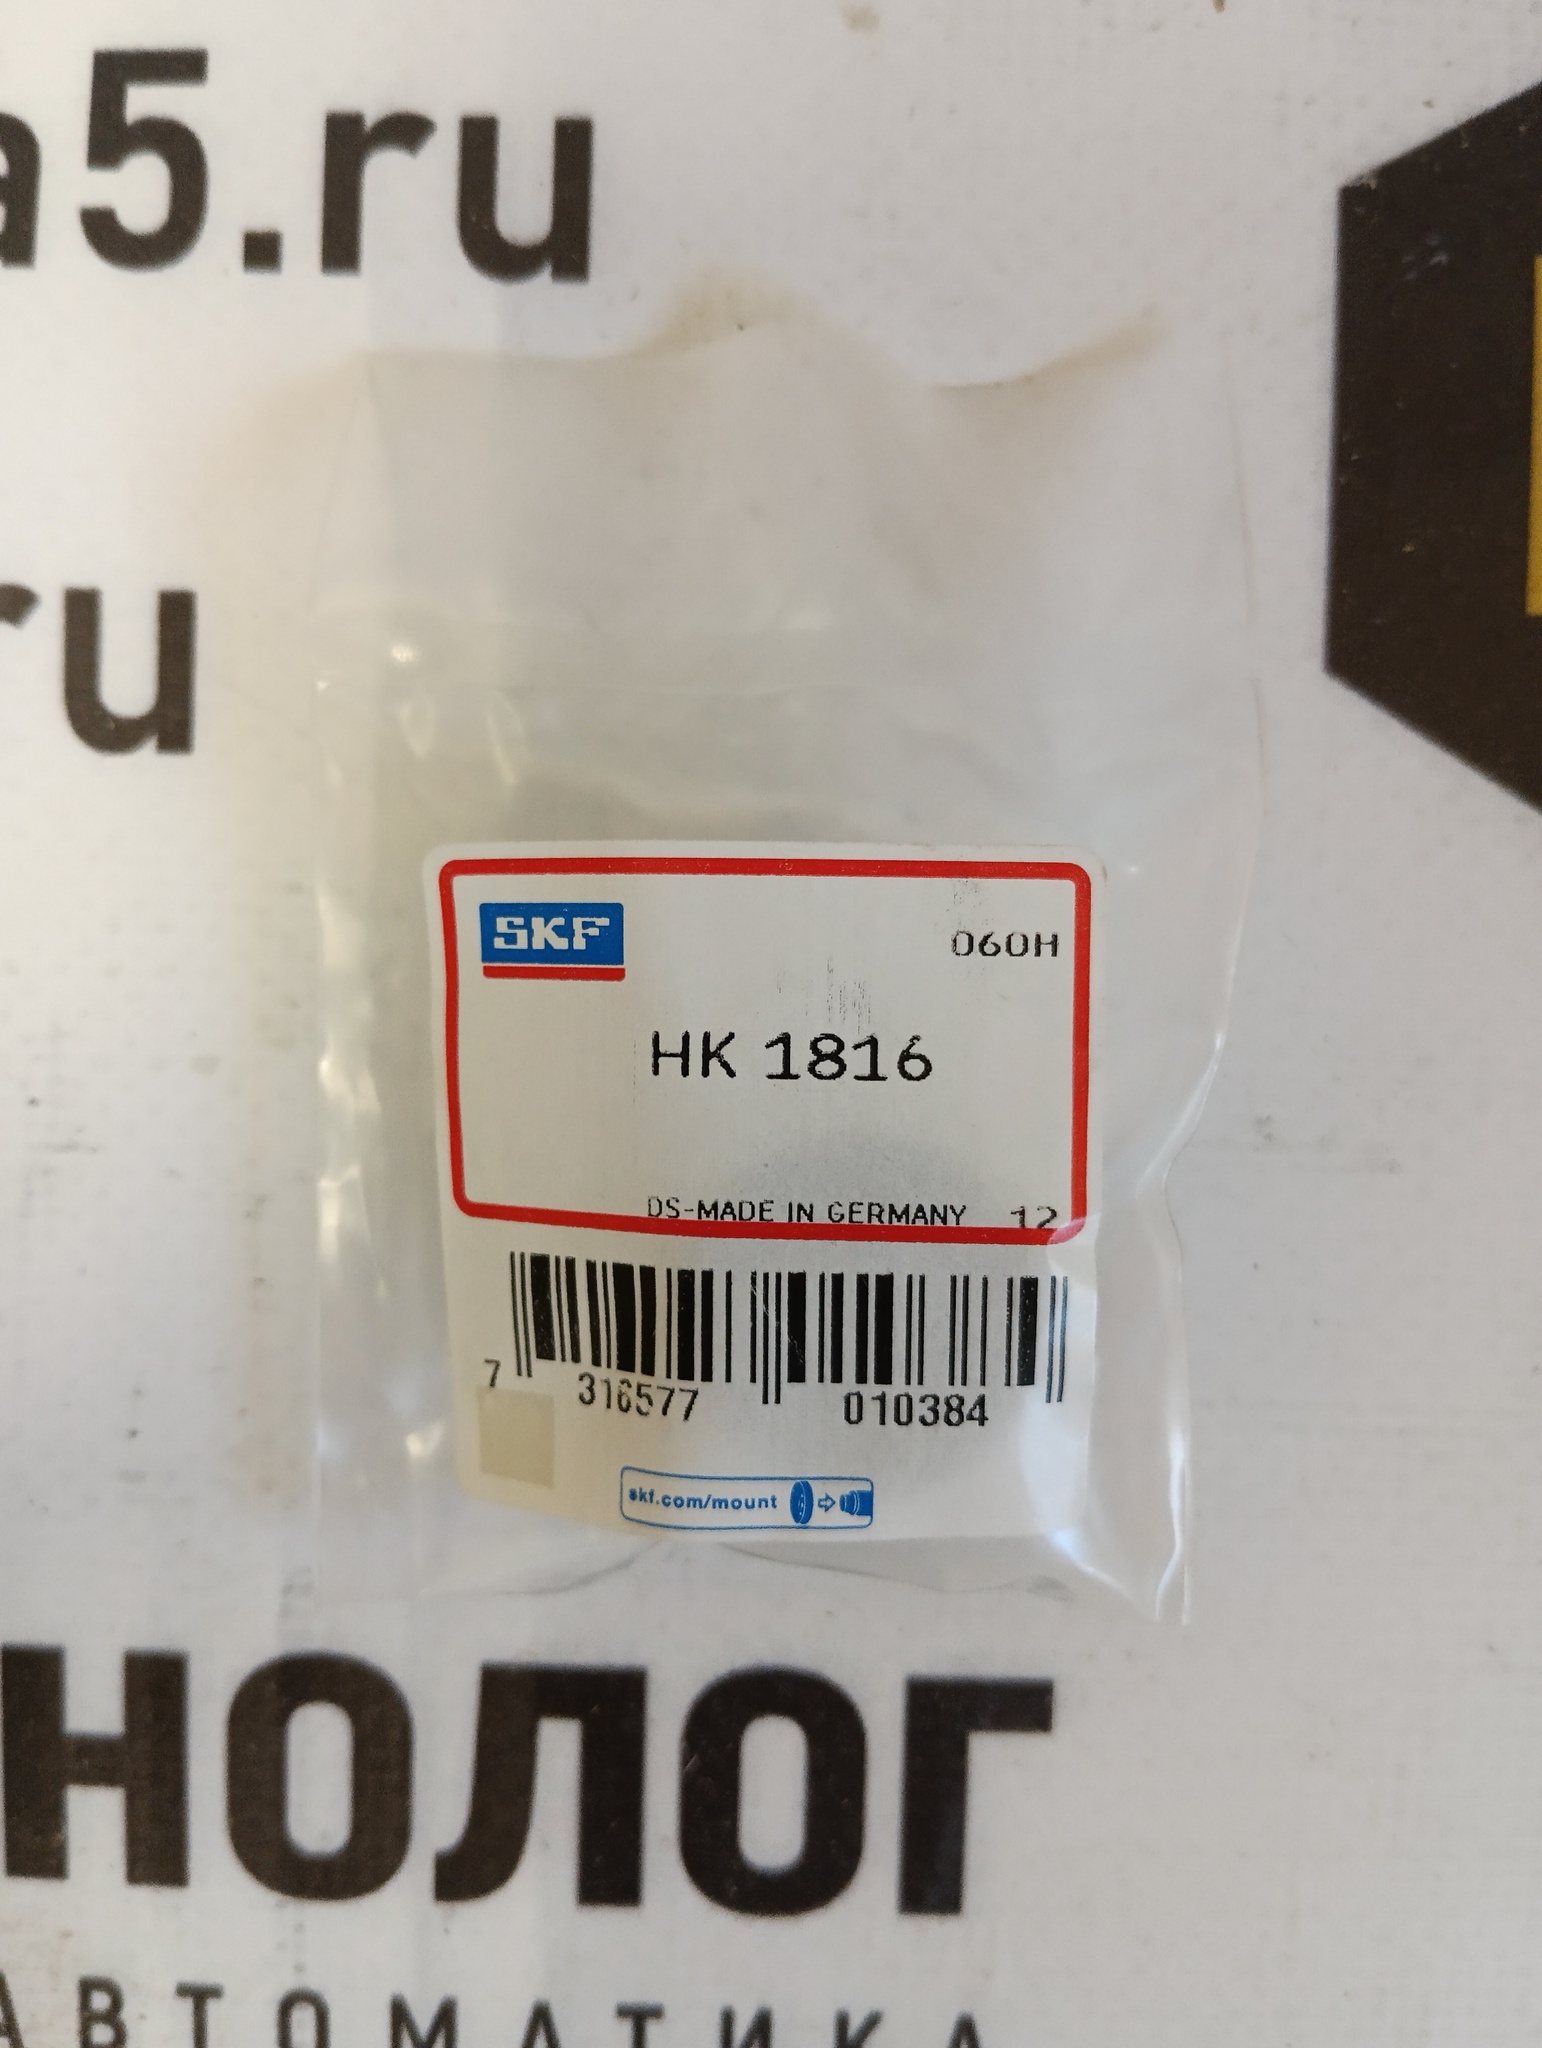 a5.ru
ru
SKF
060H
HK 1816
DS-MADE IN GERMANY 12
7 316577 010384
skf.com/mount
НОЛОГ
АВТОМАТИКА